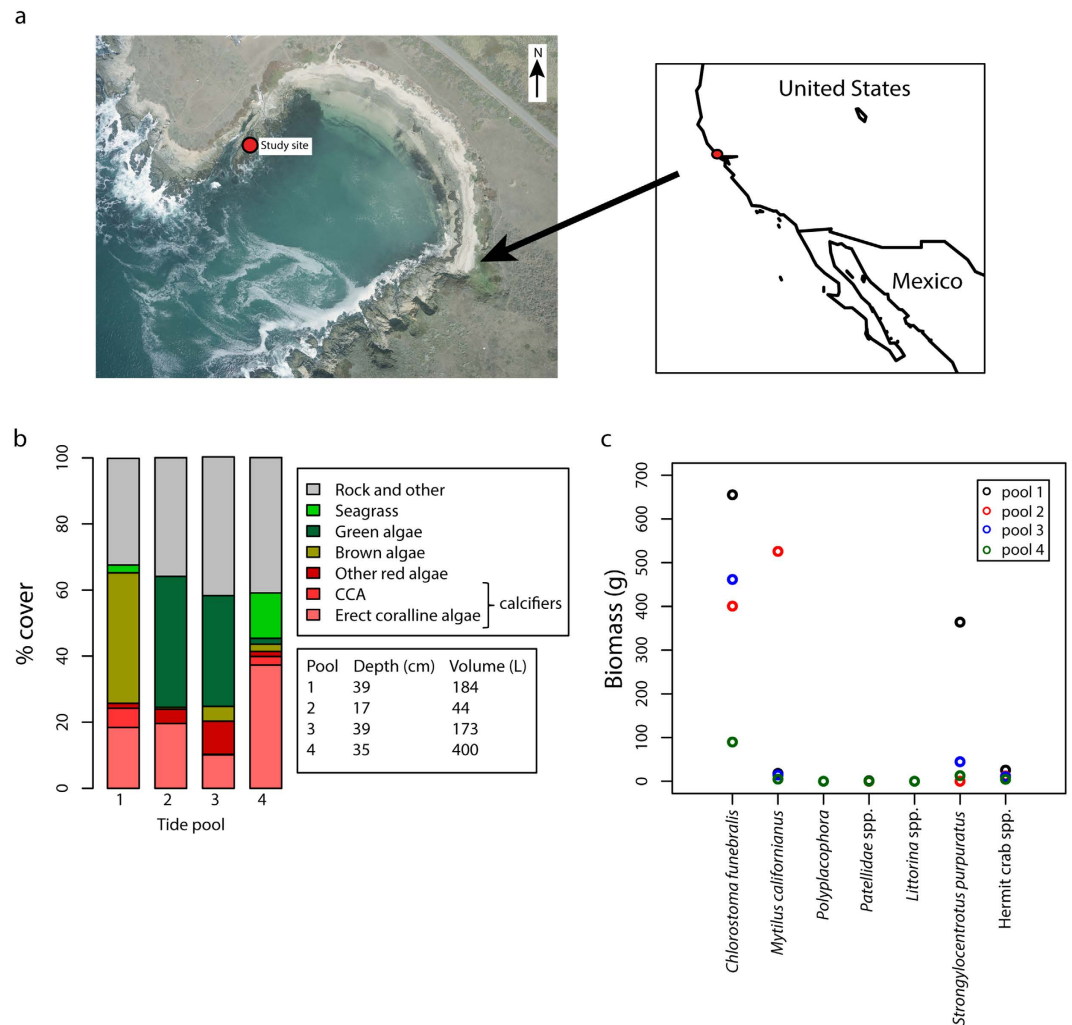 a
N
Study site
United States
Mexico
b
% cover
100
80
60
40
20
0
1 2 3 4
Tide pool
Rock and other
Seagrass
Green algae
Brown algae
Other red algae
CCA
Erect coralline algae
calcifiers
Pool Depth (cm) Volume (L)
1 39 184
2 17 44
3 39 173
4 35 400
c
Biomass (g)
700
600
500
400
300
200
100
0
pool 1
pool 2
pool 3
pool 4
Chlorostoma funebralis
Mytilus californianus
Polyplacophora
Patellidae spp.
Littorina spp.
Strongylocentrotus purpuratus
Hermit crab spp.